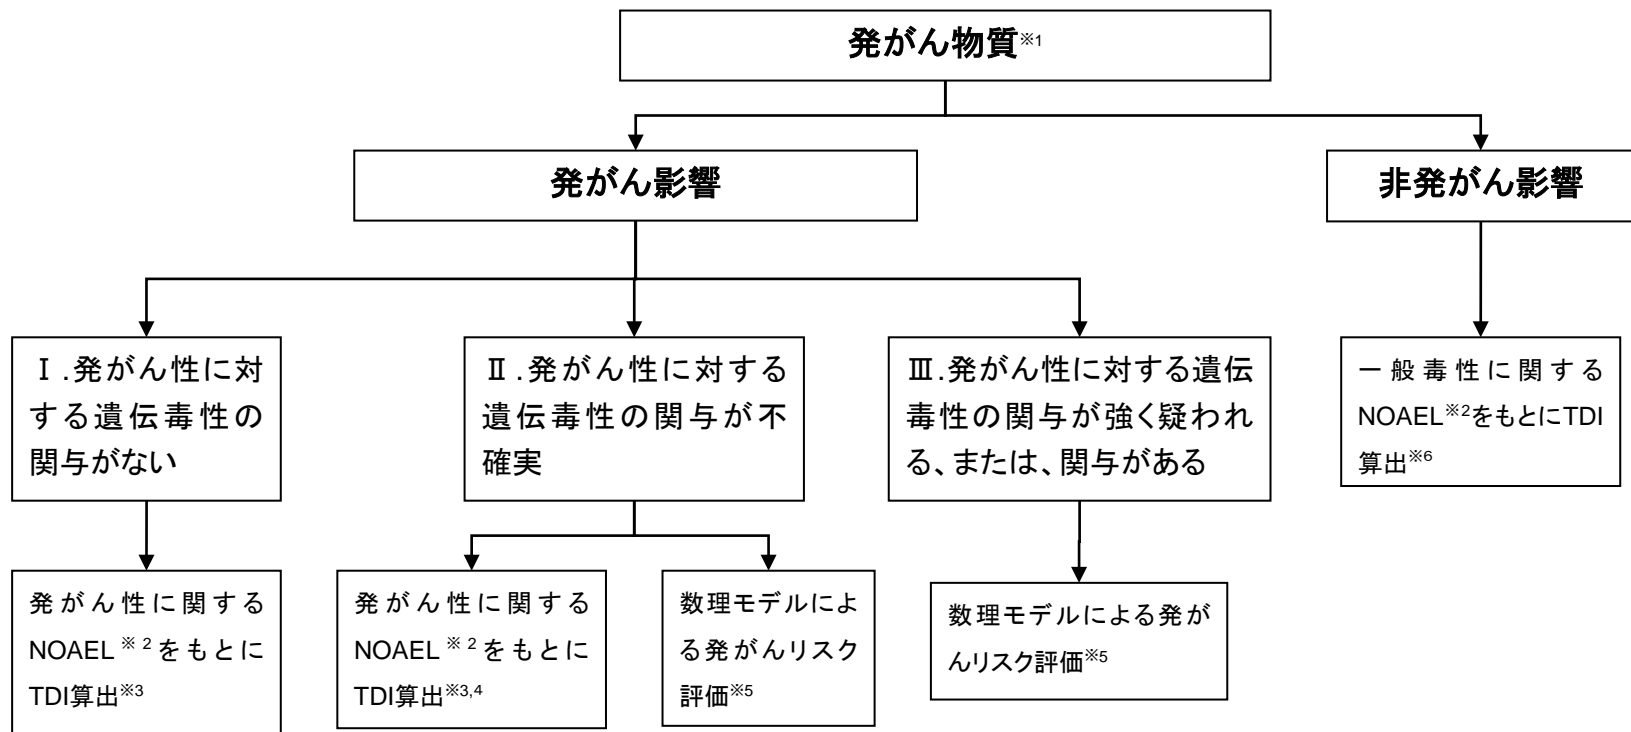 発がん物質※1
発がん影響
非発がん影響
Ⅰ.発がん性に対
する遺伝毒性の
関与がない
Ⅱ.発がん性に対する
遺伝毒性の関与が不
確実
Ⅲ.発がん性に対する遺伝
毒性の関与が強く疑われ
る、または、関与がある
一般毒性に関する
NOAEL※2をもとにTDI
算出※6
発がん性に関する
NOAEL※2をもとに
TDI算出※3
発がん性に関する
NOAEL※2をもとに
TDI算出※3,4
数理モデルによ
る発がんリスク
評価※5
数理モデルによる発が
んリスク評価※5